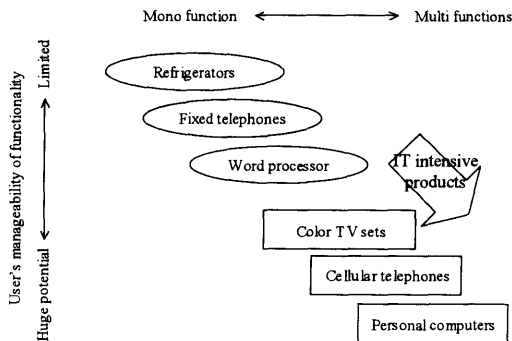 Mono function
Multi functions
User's manageability of functionality
Limited
Huge potential
Refrigerators
Fixed telephones
Word processor
IT intensive
products
Color TV sets
Cellular telephones
Personal computers